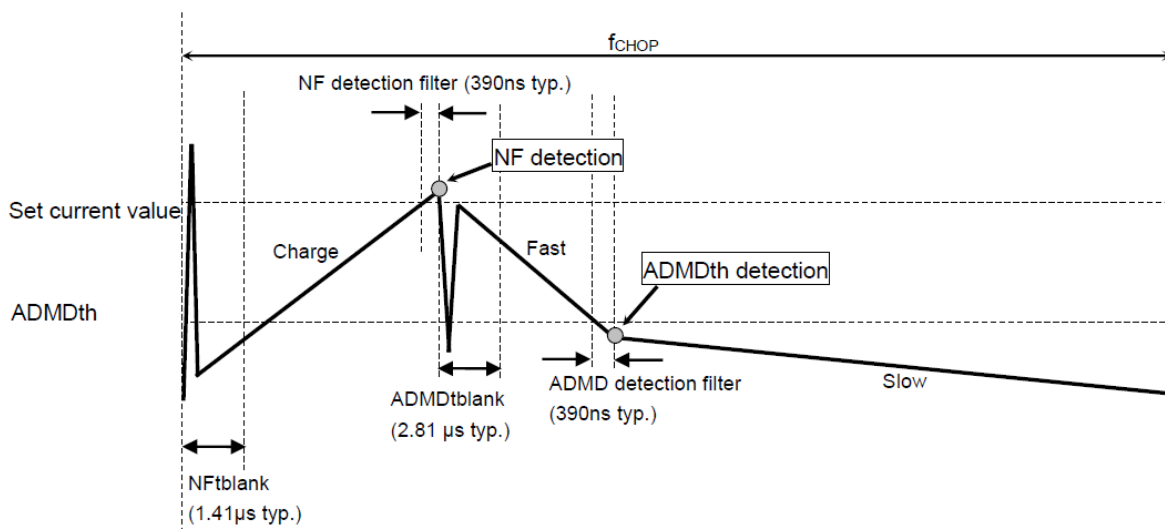 fCHOP
NF detection filter (390ns typ.)
NF detection
Set current value
Charge
Fast
ADMDth detection
ADMDth
ADMDtblank
(2.81 µs typ.)
ADMD detection filter
(390ns typ.)
Slow
NFtblank
(1.41µs typ.)